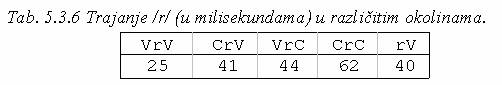 Tab. 5.3.6 Trajanje /r/ (u milisekundama) u različitim okolinama.
VrV CrV VrC CrC rV
25 41 44 62 40